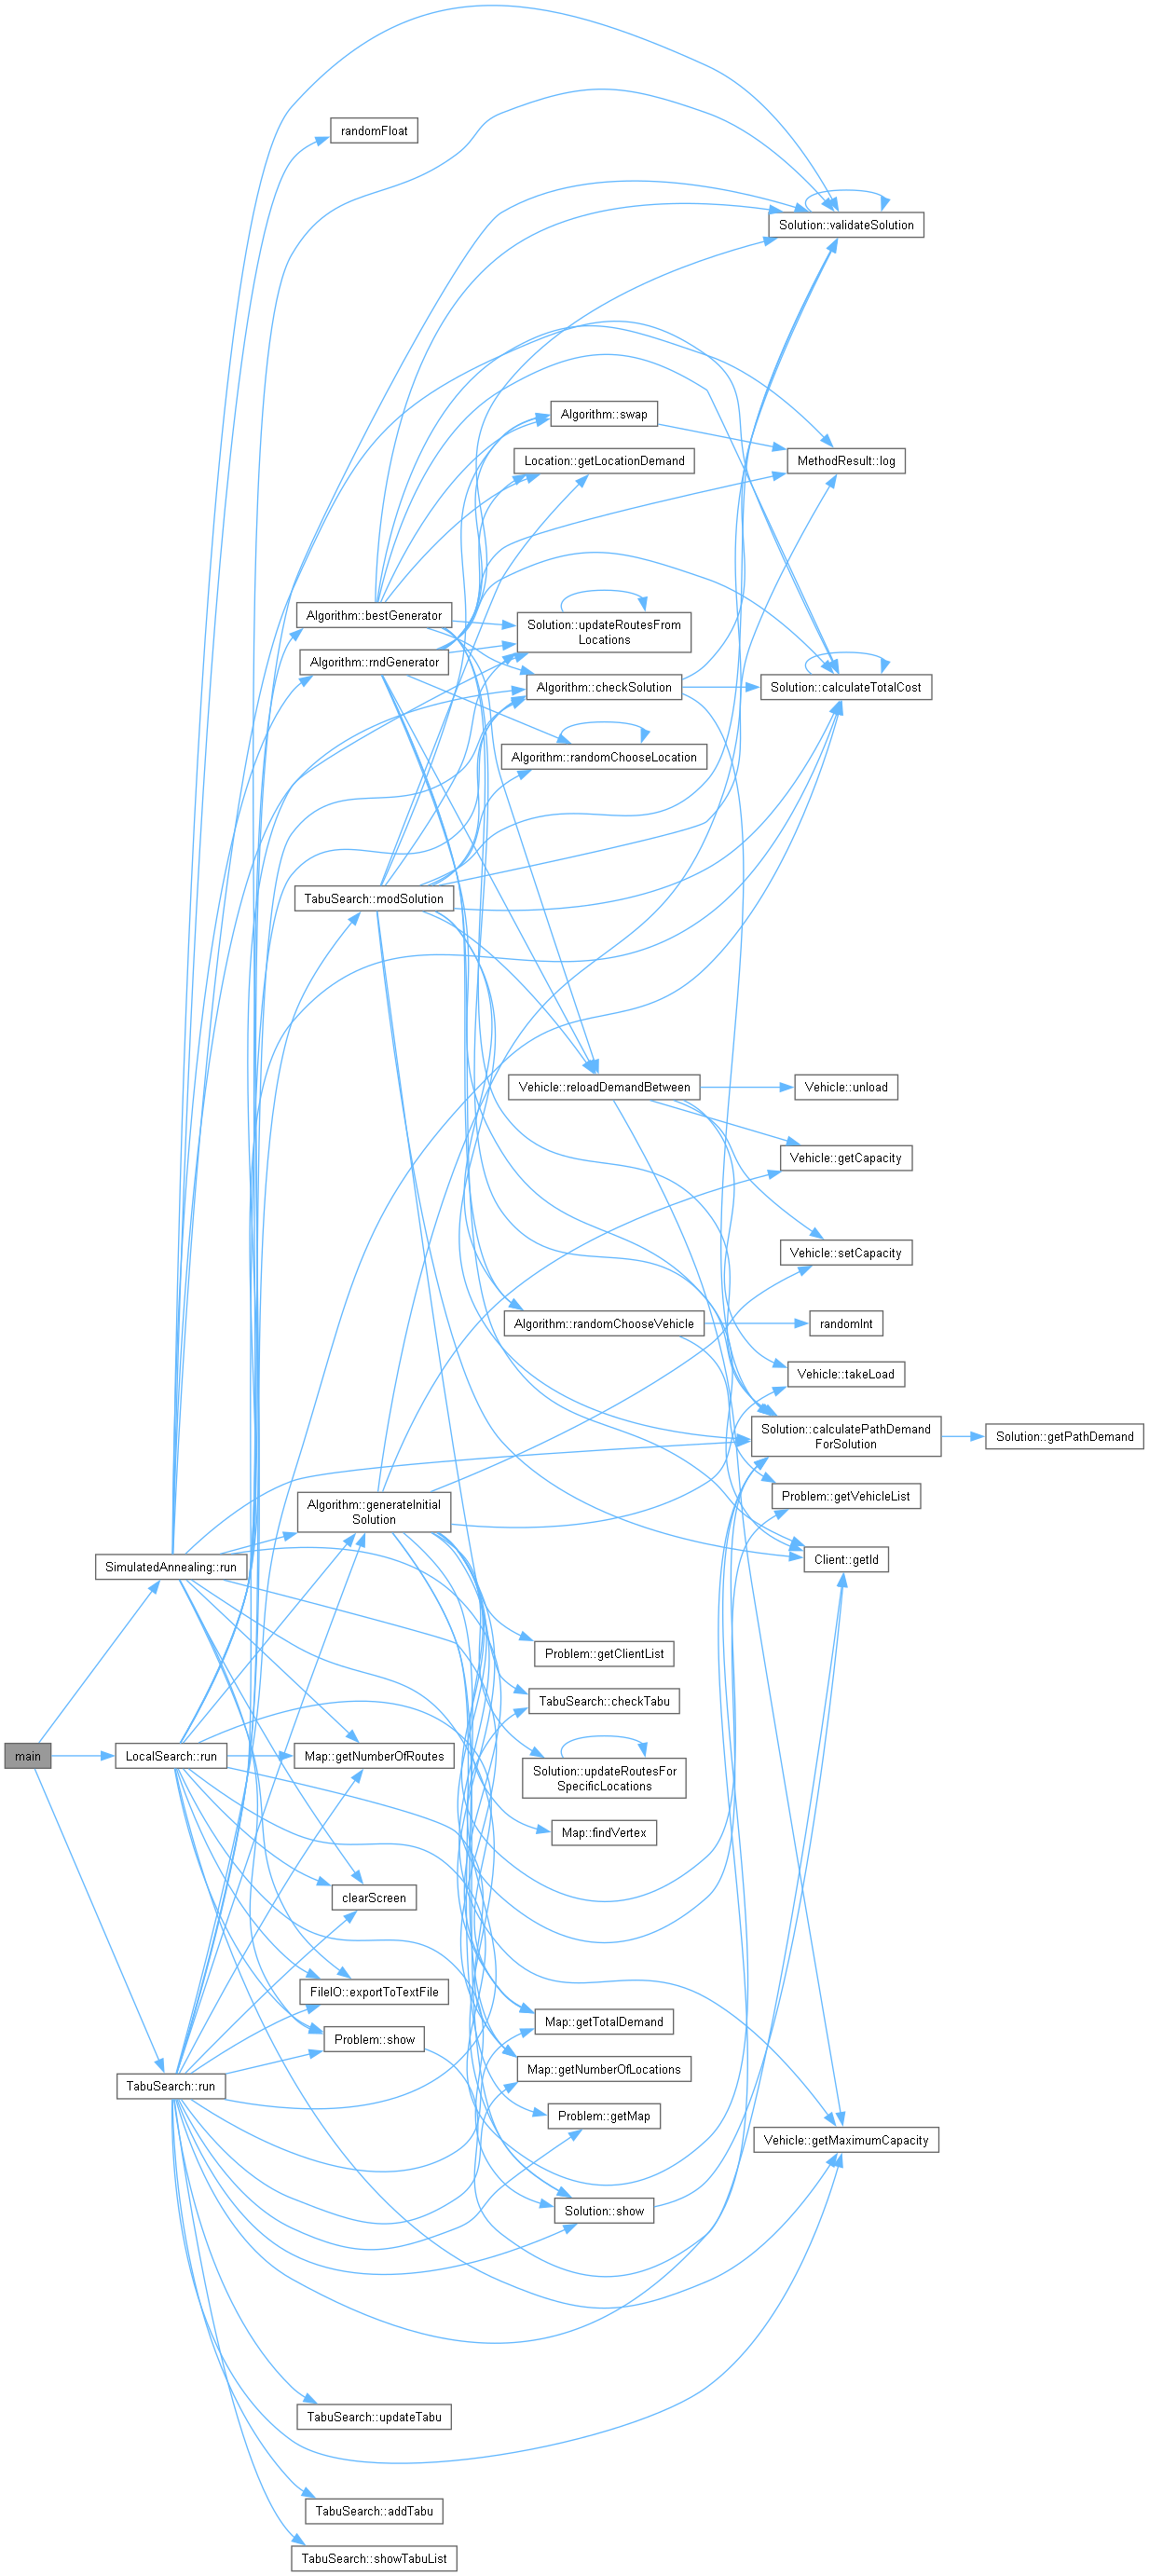 randomFloat
Solution::validateSolution
Algorithm::swap
Location::getLocationDemand
MethodResult::log
Algorithm::bestGenerator
Solution::updateRoutesFrom
Locations
Algorithm::rndGenerator
Algorithm::checkSolution
Solution::calculateTotalCost
Algorithm::randomChooseLocation
TabuSearch::modSolution
Vehicle::reloadDemandBetween
Vehicle::unload
Vehicle::getCapacity
Vehicle::setCapacity
Algorithm::randomChooseVehicle
randomInt
Vehicle::takeLoad
Solution::calculatePathDemand
ForSolution
Solution::getPathDemand
Problem::getVehicleList
Algorithm::generateInitial
Solution
SimulatedAnnealing::run
Client::getId
Problem::getClientList
TabuSearch::checkTabu
main
LocalSearch::run
Map::getNumberOfRoutes
Solution::updateRoutesFor
SpecificLocations
Map::findVertex
clearScreen
FileIO::exportToTextFile
Map::getTotalDemand
Problem::show
Map::getNumberOfLocations
TabuSearch::run
Problem::getMap
Vehicle::getMaximumCapacity
Solution::show
TabuSearch::updateTabu
TabuSearch::addTabu
TabuSearch::showTabuList